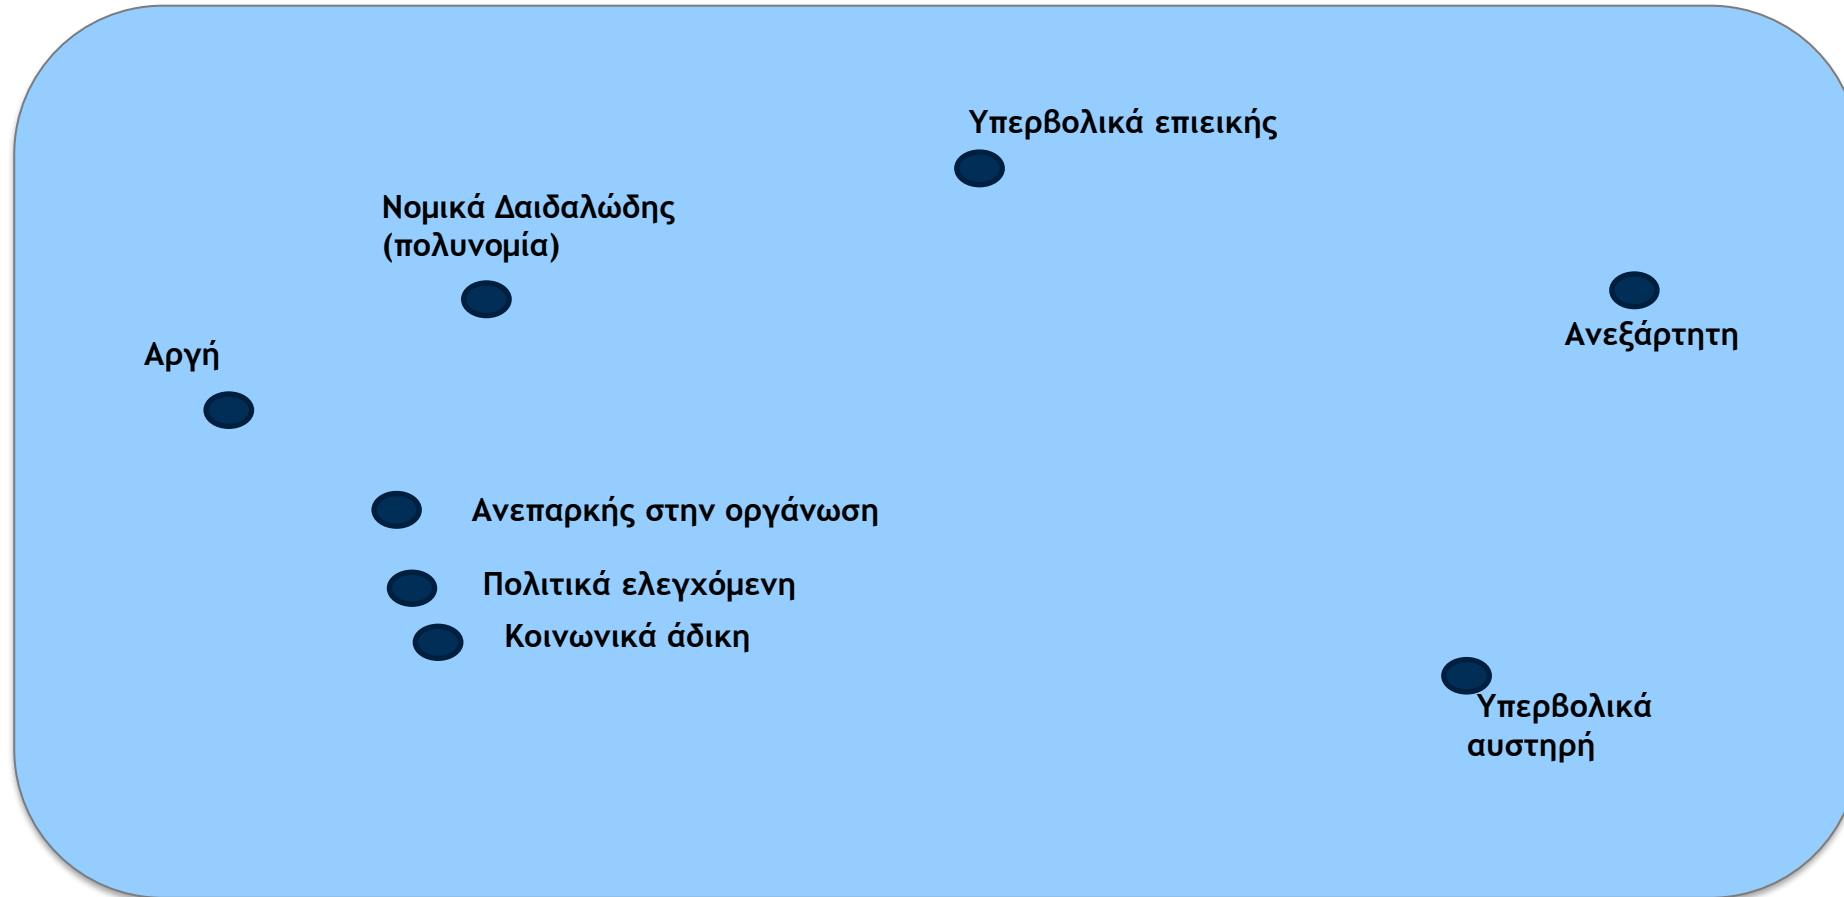 Υπερβολικά επιεικής
Νομικά Δαιδαλώδης
(πολυνομία)
Ανεξάρτητη
Αργή
Ανεπαρκής στην οργάνωση
Πολιτικά ελεγχόμενη
Κοινωνικά άδικη
Υπερβολικά
αυστηρή